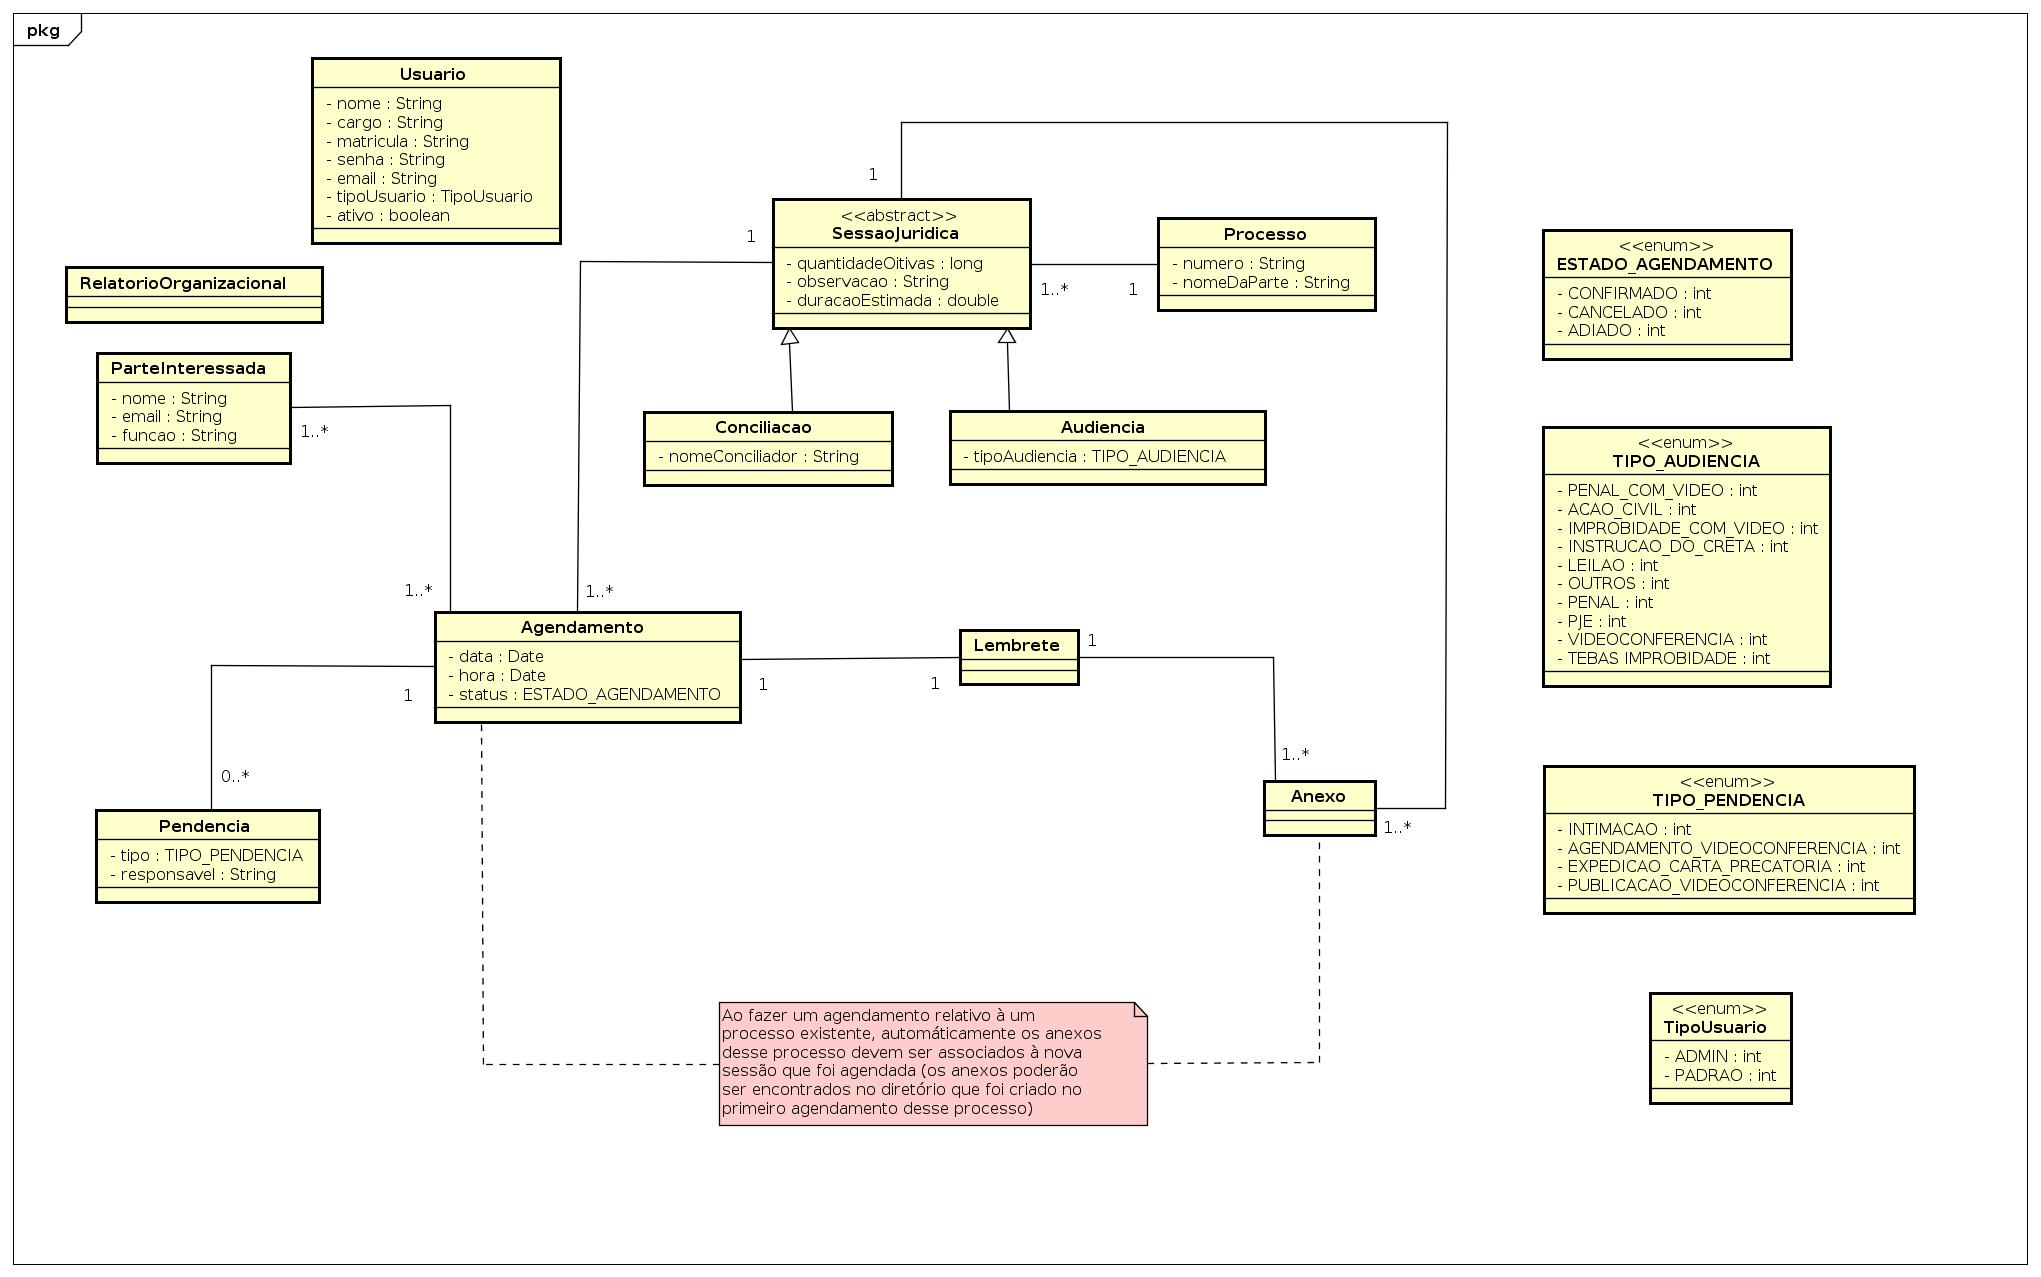 pkg
Usuario
- nome : String
- cargo : String
- matricula : String
- senha : String
- email : String
- tipoUsuario : TipoUsuario
- ativo : boolean
RelatorioOrganizacional
ParteInteressada
- nome : String
- email : String
- funcao : String
1..*
1..*
1
1
<<abstract>>
SessaoJuridica
- quantidadeOitivas : long
- observacao : String
- duracaoEstimada : double
1..*
1
Processo
- numero : String
- nomeDaParte : String
Conciliacao
- nomeConciliador : String
Audiencia
- tipoAudiencia : TIPO_AUDIENCIA
1..*
Agendamento
- data : Date
- hora : Date
- status : ESTADO_AGENDAMENTO
1
1
1
Lembrete
1
1..*
Anexo
1..*
0..*
Pendencia
- tipo : TIPO_PENDENCIA
- responsavel : String
Ao fazer um agendamento relativo à um
processo existente, automáticamente os anexos
desse processo devem ser associados à nova
sessão que foi agendada (os anexos poderão
ser encontrados no diretório que foi criado no
primeiro agendamento desse processo)
<<enum>>
ESTADO_AGENDAMENTO
- CONFIRMADO : int
- CANCELADO : int
- ADIADO : int
<<enum>>
TIPO_AUDIENCIA
- PENAL_COM_VIDEO : int
- ACAO_CIVIL : int
- IMPROBIDADE_COM_VIDEO : int
- INSTRUCAO_DO_CRETA : int
- LEILAO : int
- OUTROS : int
- PENAL : int
- PJE : int
- VIDEOCONFERENCIA : int
- TEBAS IMPROBIDADE : int
<<enum>>
TIPO_PENDENCIA
- INTIMACAO : int
- AGENDAMENTO_VIDEOCONFERENCIA : int
- EXPEDICAO_CARTA_PRECATORIA : int
- PUBLICACAO_VIDEOCONFERENCIA : int
<<enum>>
TipoUsuario
- ADMIN : int
- PADRAO : int